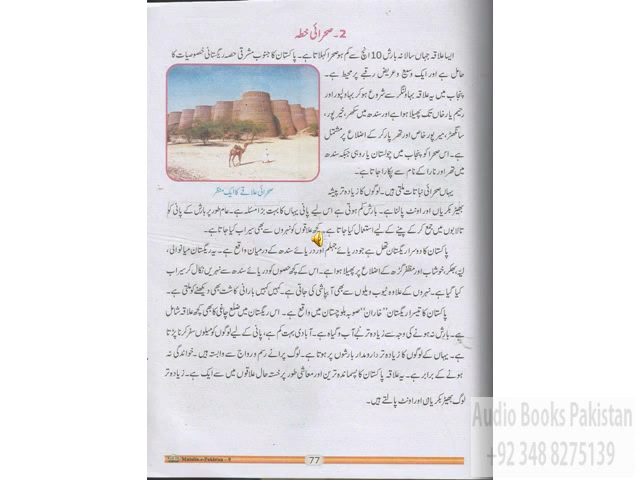 2۔ صحرائی خطہ
ایسا علاقہ جہاں سالانہ بارش 10 انچ سے کم ہو صحرا کہلاتا ہے۔ پاکستان کا جنوب مشرقی حصہ ریگستانی خصوصیات کا
حامل ہے اور ایک وسیع و عریض رقبے پر محیط ہے۔
پنجاب میں یہ علاقہ بہاولنگر سے شروع ہو کر بہاولپور اور
رحیم یار خاں تک پھیلا ہوا ہے اور سندھ میں سکھر، خیرپور،
سانگھڑ، میرپور خاص اور تھرپارکر کے اضلاع پر مشتمل
ہے۔ اس صحرا کو پنجاب میں چولستان یا روہی جبکہ سندھ
میں تھر اور نارا کے نام سے پکارا جاتا ہے۔
یہاں صحرائی نباتات ملتی ہیں۔ لوگوں کا زیادہ تر پیشہ
صحرائی علاقے کا ایک منظر
بھیڑ بکریاں اور اونٹ پالنا ہے۔ بارش کم ہوتی ہے اس لیے پانی یہاں کا بہت بڑا مسئلہ ہے۔ عام طور پر بارش کے پانی کو
تالابوں میں جمع کر کے پینے کے لیے استعمال کیا جاتا ہے۔ کچھ علاقوں کو نہروں سے بھی سیراب کیا جاتا ہے۔
پاکستان کا دوسرا ریگستان تھل ہے جو دریائے جہلم اور دریائے سندھ کے درمیان واقع ہے۔ یہ ریگستان میانوالی،
لیہ، بھکر، خوشاب اور مظفر گڑھ کے اضلاع پر پھیلا ہوا ہے۔ اس کے کچھ حصوں کو دریائے سندھ سے نہریں نکال کر سیراب
کیا گیا ہے۔ نہروں کے علاوہ ٹیوب ویلوں سے بھی آبپاشی کی جاتی ہے۔ کہیں کہیں بارانی کاشت بھی دیکھنے کو ملتی ہے۔
پاکستان کا تیسرا ریگستان "خاران" صوبہ بلوچستان میں واقع ہے۔ اس ریگستان میں ضلع چاغی کا بھی کچھ علاقہ شامل
ہے۔ بارش نہ ہونے کی وجہ سے زیادہ تر بے آب و گیاہ ہے۔ آبادی بہت کم ہے، پانی کے لیے لوگوں کو میلوں سفر کرنا پڑتا
ہے۔ یہاں کے لوگوں کا زیادہ تر دارومدار بارشوں پر ہوتا ہے۔ لوگ پرانے رسم و رواج سے وابستہ ہیں۔ خواندگی نہ
ہونے کے برابر ہے۔ یہ علاقہ پاکستان کا پسماندہ ترین اور معاشی طور پر خستہ حال علاقوں میں سے ایک ہے۔ زیادہ تر
لوگ بھیڑ بکریاں اور اونٹ پالتے ہیں۔
Audio Books Pakistan
+92 348 8275139
77